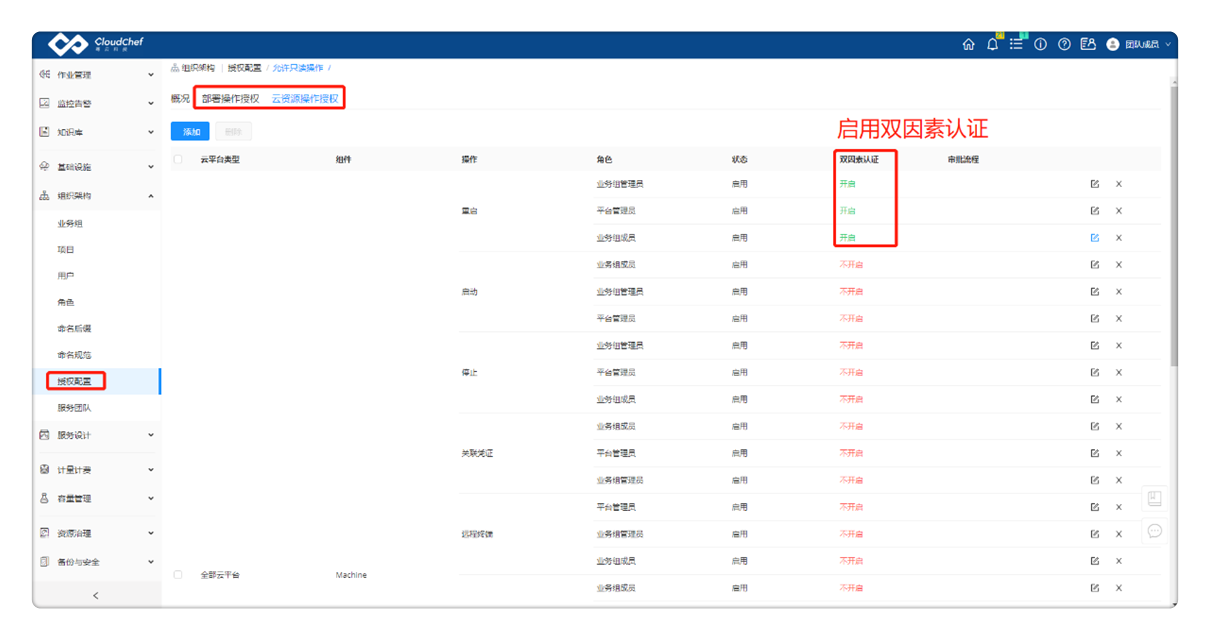 CloudChef
骞云科技
团队成员
作业管理
监控告警
知识库
基础设施
组织架构
业务组
项目
用户
角色
命名后缀
命名规范
授权配置
服务团队
服务设计
计量计费
容量管理
资源治理
备份与安全
组织架构 | 授权配置 / 允许只读操作 /
概况 部署操作授权 云资源操作授权
添加 删除
启用双因素认证
云平台类型 组件 操作 角色 状态 双因素认证 审批流程
业务组管理员 启用 开启
重启 平台管理员 启用 开启
业务组成员 启用 开启
业务组成员 启用 不开启
启动 业务组管理员 启用 不开启
平台管理员 启用 不开启
业务组管理员 启用 不开启
停止 平台管理员 启用 不开启
业务组成员 启用 不开启
业务组成员 启用 不开启
关联凭证 平台管理员 启用 不开启
业务组管理员 启用 不开启
平台管理员 启用 不开启
远程终端 业务组管理员 启用 不开启
业务组成员 启用 不开启
全部云平台 Machine
业务组成员 启用 不开启